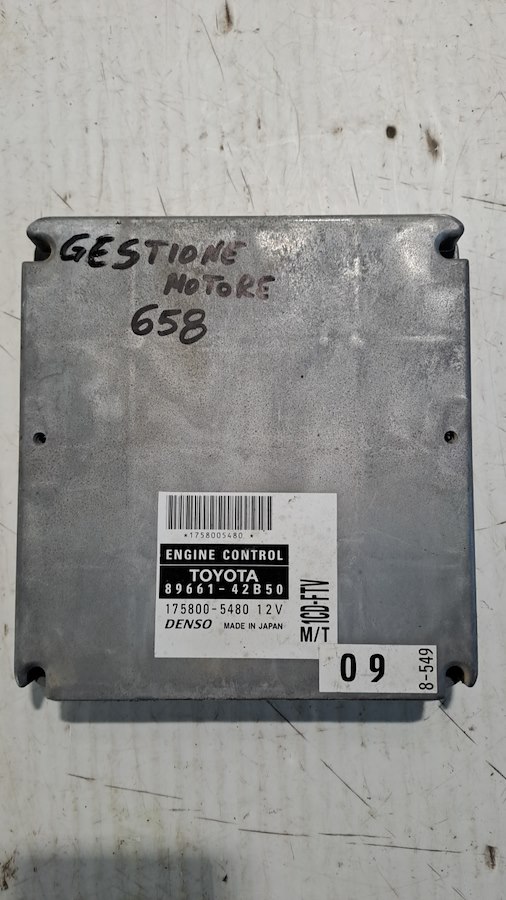 GESTIONE
MOTORE
658
*1758005480 *
ENGINE CONTROL
TOYOTA
89661-42B50
175800-5480 12V
DENSO MADE IN JAPAN
1CD-FTV
M/T
09
8-549